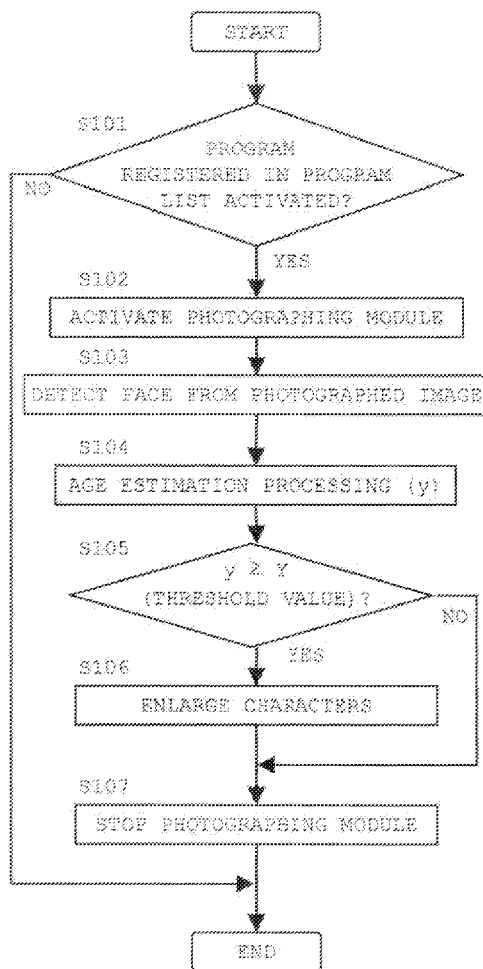 START
S101
PROGRAM
REGISTERED IN PROGRAM
LIST ACTIVATED?
NO
YES
S102
ACTIVATE PHOTOGRAPHING MODULE
S103
DETECT FACE FROM PHOTOGRAPHED IMAGE
S104
AGE ESTIMATION PROCESSING (y)
S105
y ≥ Y
(THRESHOLD VALUE)?
NO
YES
S106
ENLARGE CHARACTERS
S107
STOP PHOTOGRAPHING MODULE
END